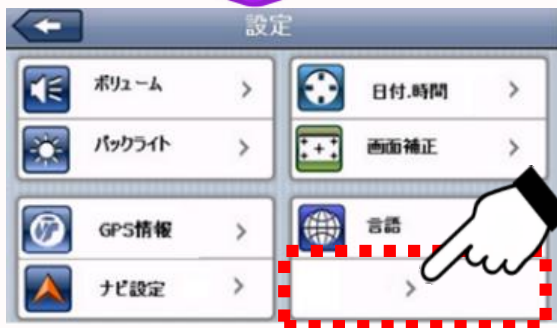 設定
ボリューム
日付.時間
バックライト
画面補正
GPS情報
言語
ナビ設定